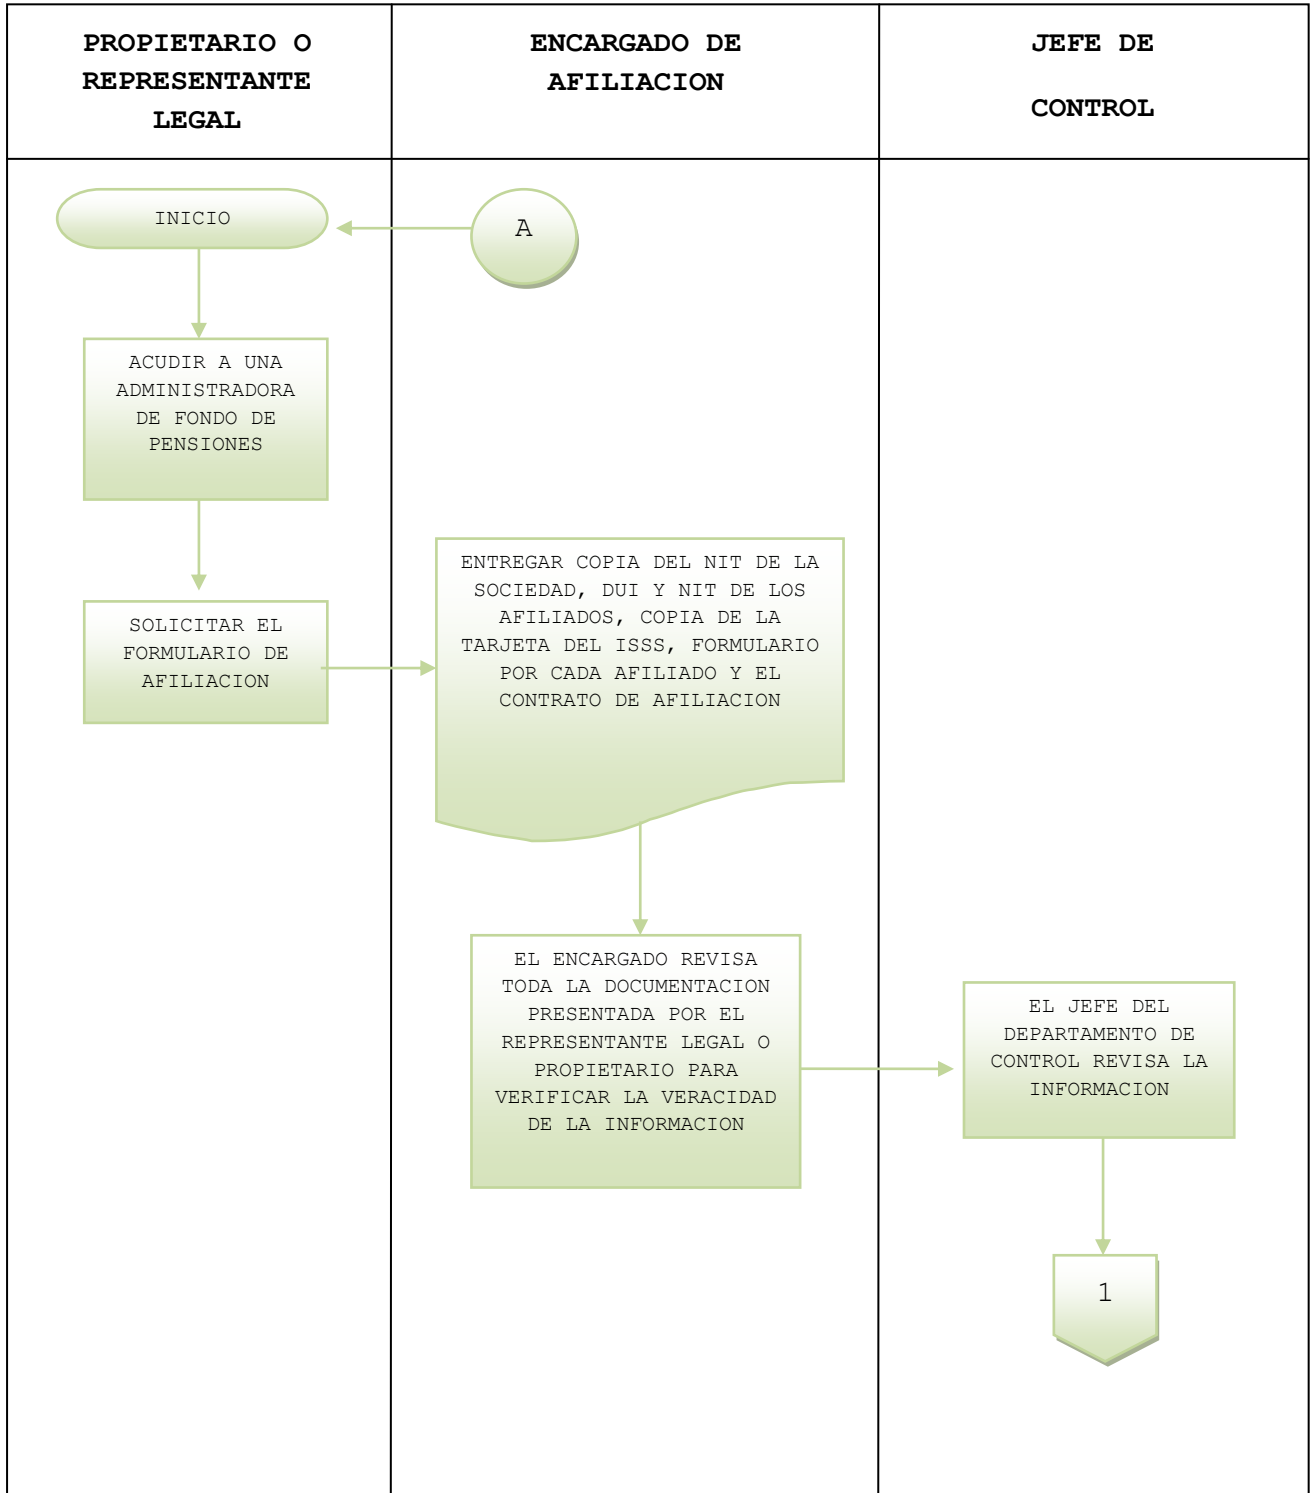 PROPIETARIO O
REPRESENTANTE
LEGAL
ENCARGADO DE
AFILIACION
JEFE DE
CONTROL
INICIO
A
ACUDIR A UNA
ADMINISTRADORA
DE FONDO DE
PENSIONES
SOLICITAR EL
FORMULARIO DE
AFILIACION
ENTREGAR COPIA DEL NIT DE LA
SOCIEDAD, DUI Y NIT DE LOS
AFILIADOS, COPIA DE LA
TARJETA DEL ISSS, FORMULARIO
POR CADA AFILIADO Y EL
CONTRATO DE AFILIACION
EL ENCARGADO REVISA
TODA LA DOCUMENTACION
PRESENTADA POR EL
REPRESENTANTE LEGAL O
PROPIETARIO PARA
VERIFICAR LA VERACIDAD
DE LA INFORMACION
EL JEFE DEL
DEPARTAMENTO DE
CONTROL REVISA LA
INFORMACION
1